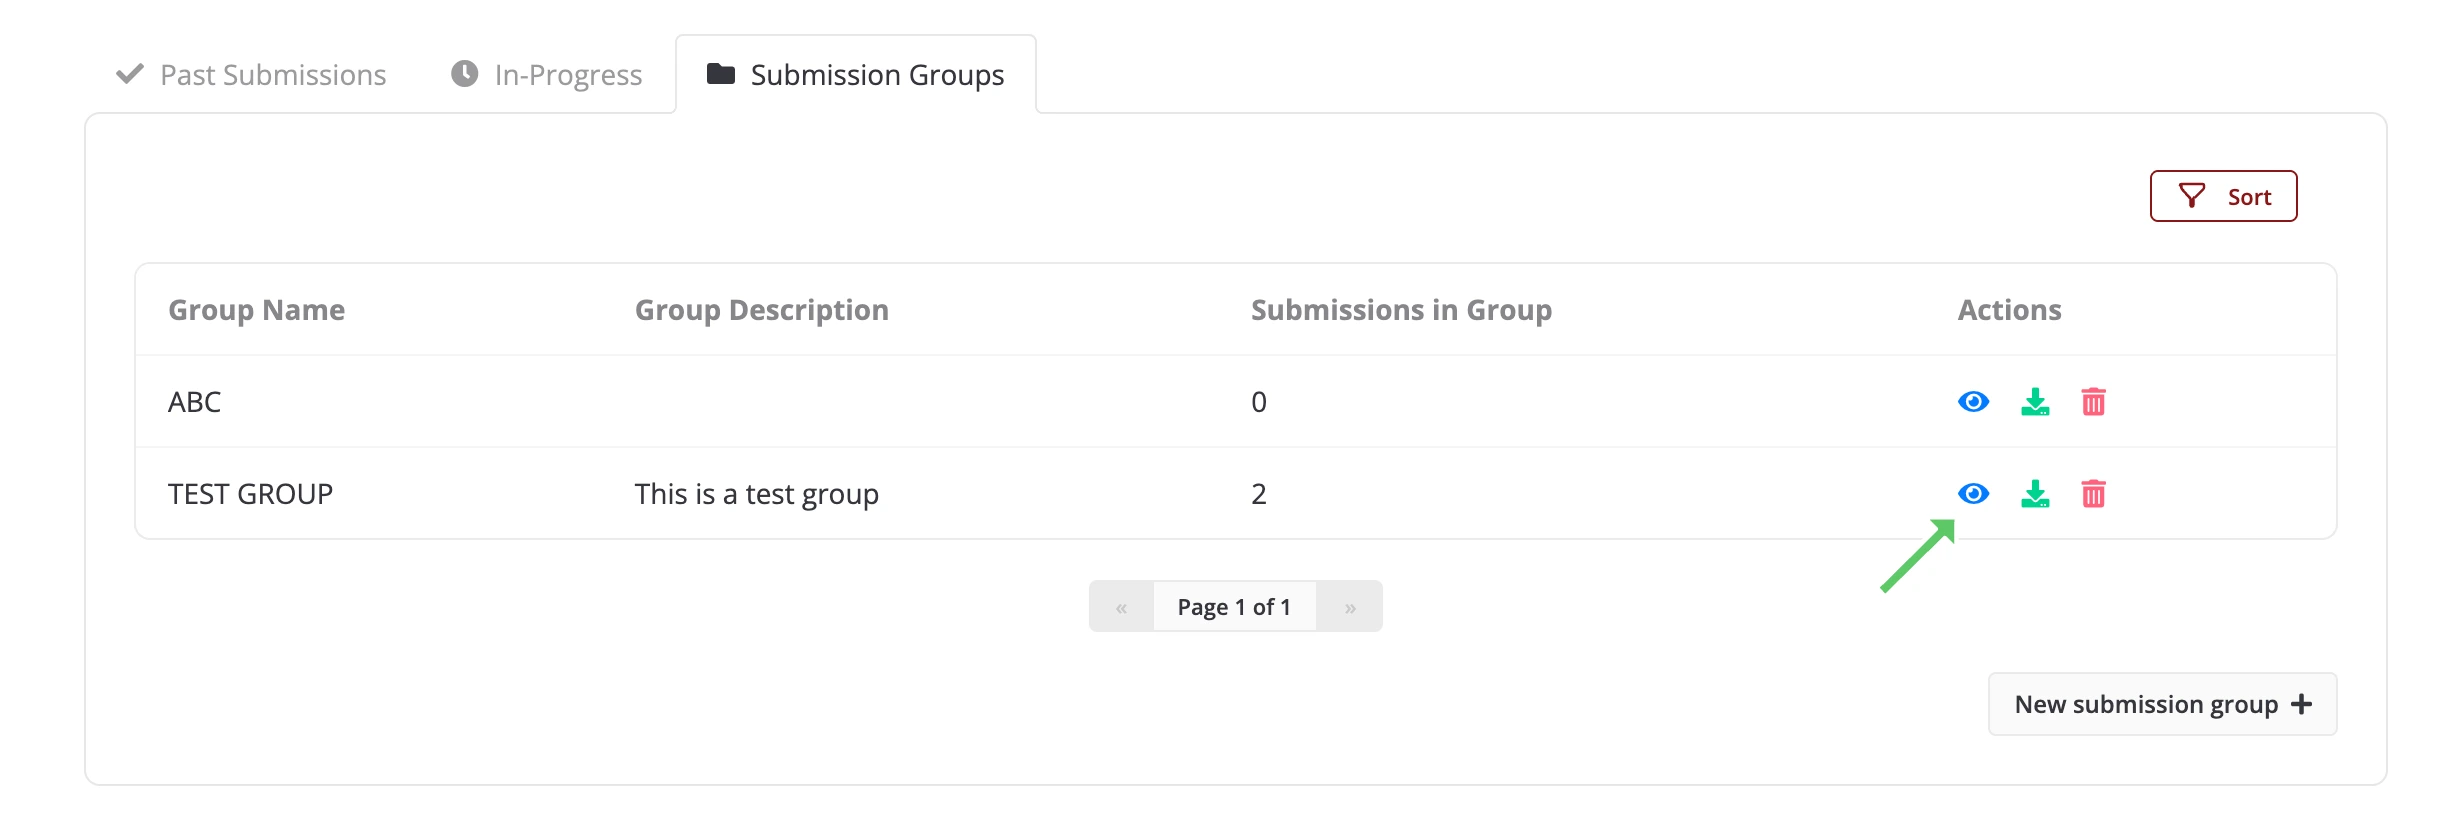 Past Submissions In-Progress Submission Groups
Sort
Group Name Group Description Submissions in Group Actions
ABC 0
TEST GROUP This is a test group 2
« Page 1 of 1 »
New submission group +